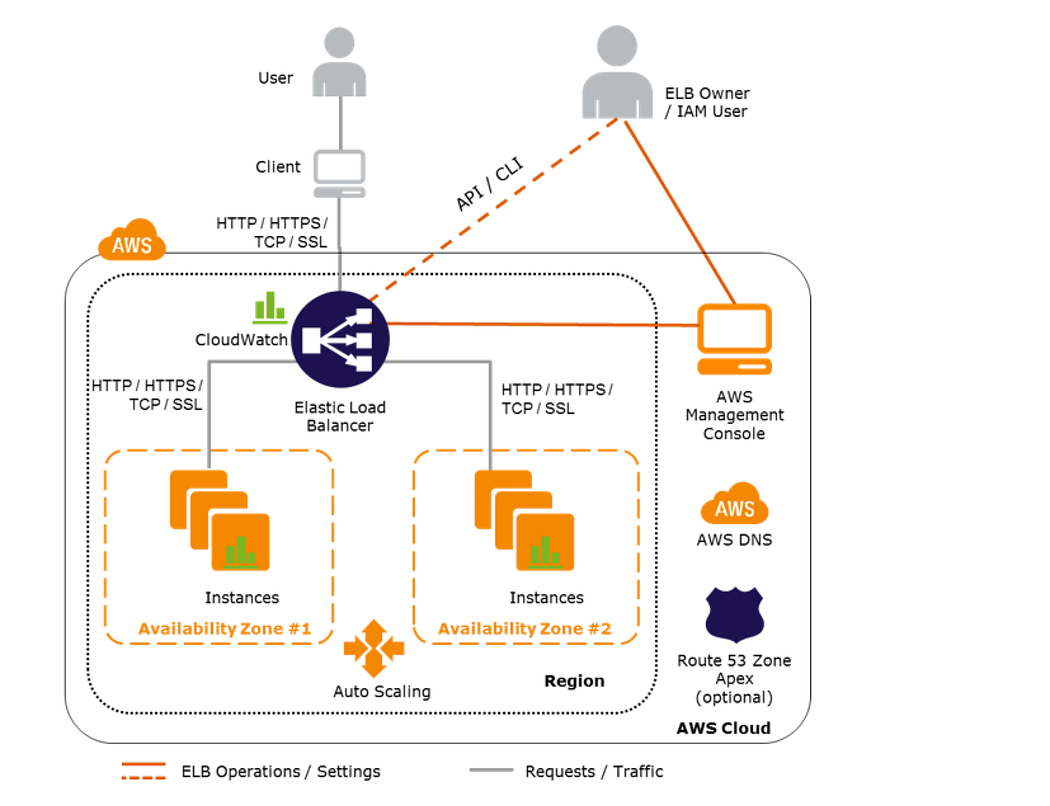 User
ELB Owner
/ IAM User
Client
API / CLI
HTTP / HTTPS /
TCP / SSL
AWS
CloudWatch
HTTP / HTTPS /
TCP / SSL
Elastic Load
Balancer
HTTP / HTTPS /
TCP / SSL
AWS
Management
Console
AWS
AWS DNS
Instances
Availability Zone #1
Instances
Availability Zone #2
Auto Scaling
Region
Route 53 Zone
Apex
(optional)
AWS Cloud
ELB Operations / Settings
Requests / Traffic